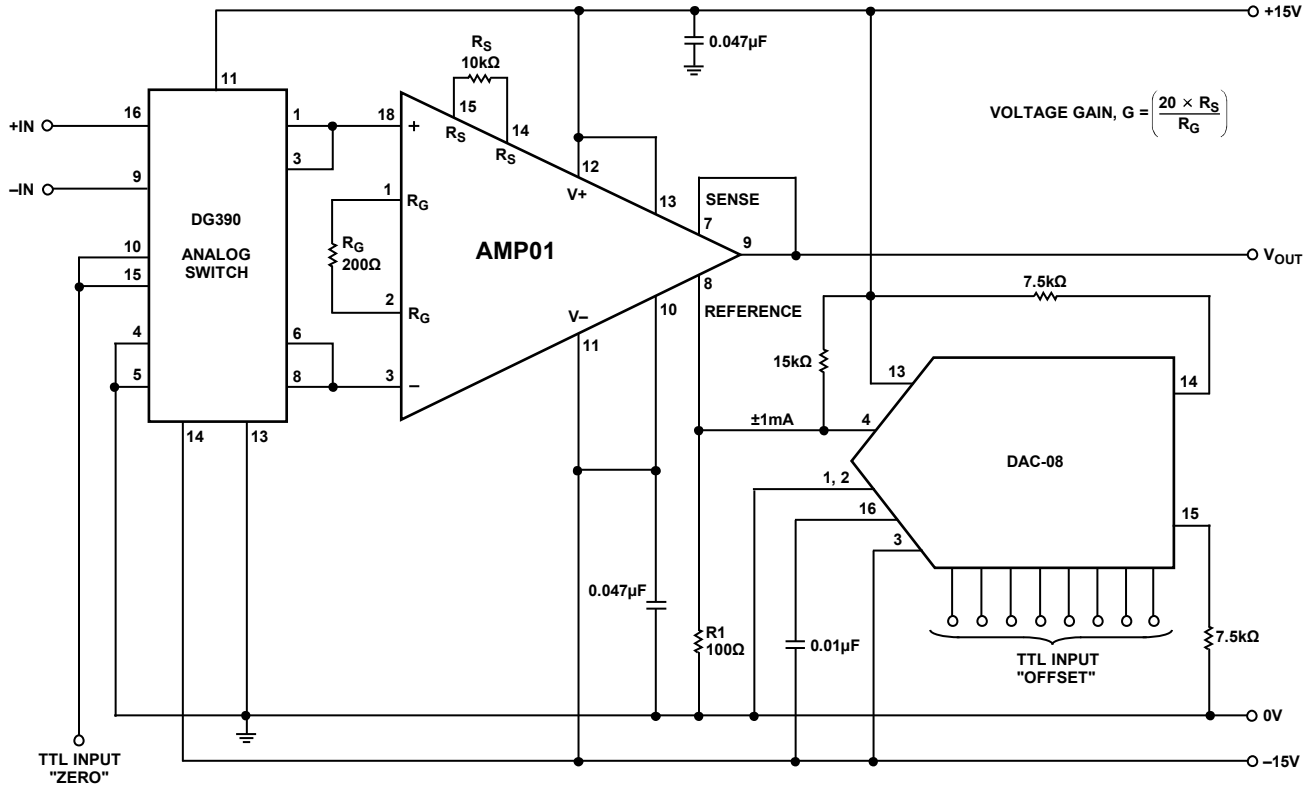 +15V
0.047µF
RS
10kΩ
11
VOLTAGE GAIN, G = (20 × RS / RG)
+IN
16
1
18
+
15
RS
14
RS
3
12
V+
–IN
9
13
SENSE
7
DG390
ANALOG
SWITCH
1
RG
RG
200Ω
AMP01
9
VOUT
10
15
8
7.5kΩ
2
RG
10
REFERENCE
V–
11
4
6
15kΩ
13
14
5
8
3
–
±1mA
4
14
13
DAC-08
1, 2
16
15
3
0.047µF
R1
100Ω
0.01µF
7.5kΩ
TTL INPUT
"OFFSET"
0V
TTL INPUT
"ZERO"
–15V